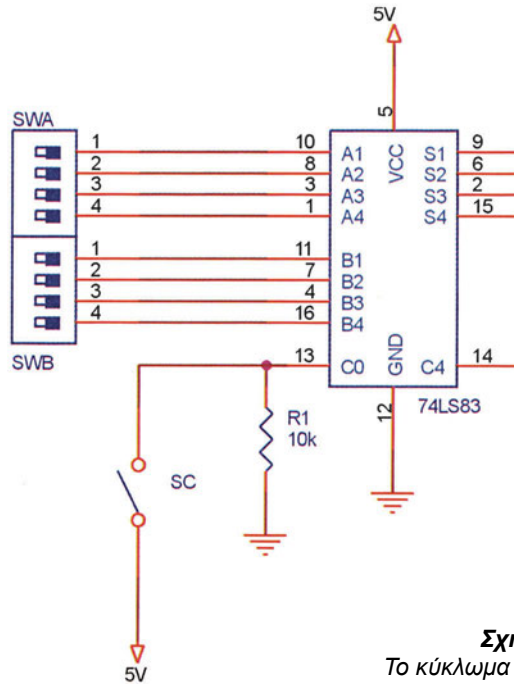 5V
5
SWA
1 10 A1 VCC S1 9
2 8 A2 S2 6
3 3 A3 S3 2
4 1 A4 S4 15
1 11 B1
2 7 B2
3 4 B3
4 16 B4
SWB
13 C0 GND C4 14
12 74LS83
R1
10k
SC
5V
Το κύκλωμα